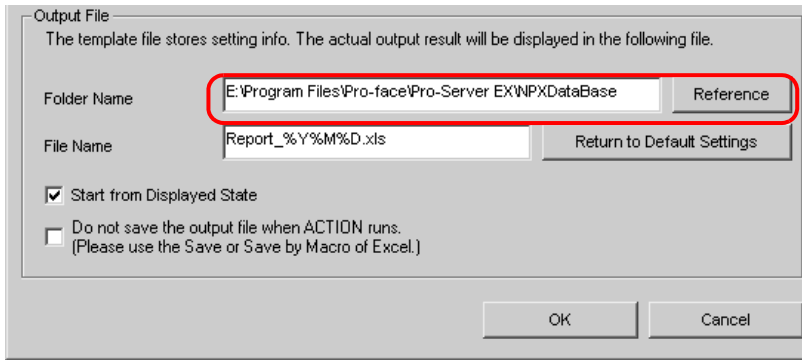 Output File
The template file stores setting info. The actual output result will be displayed in the following file.
Folder Name E:\Program Files\Pro-face\Pro-Server EX\NPXDataBase Reference
File Name Report_%Y%M%D.xls Return to Default Settings
Start from Displayed State
Do not save the output file when ACTION runs.
(Please use the Save or Save by Macro of Excel.)
OK Cancel